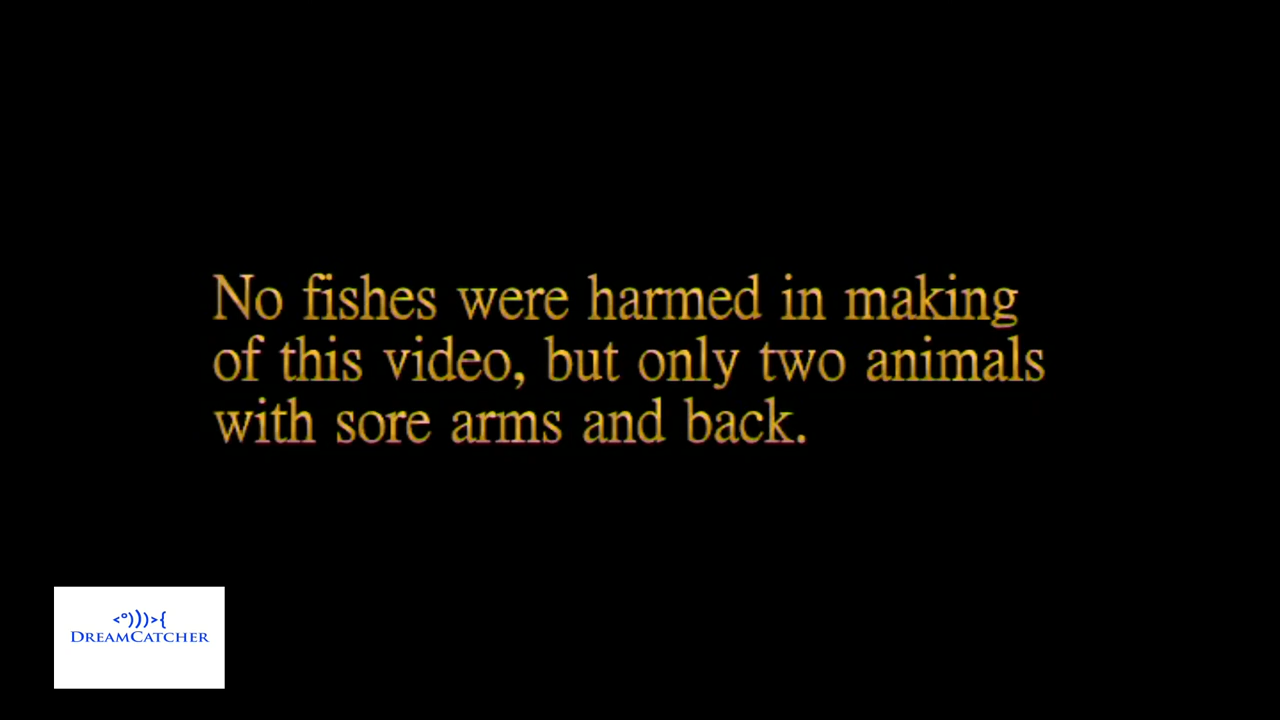 No fishes were harmed in making
of this video, but only two animals
with sore arms and back.
<°)))>{
DREAMCATCHER